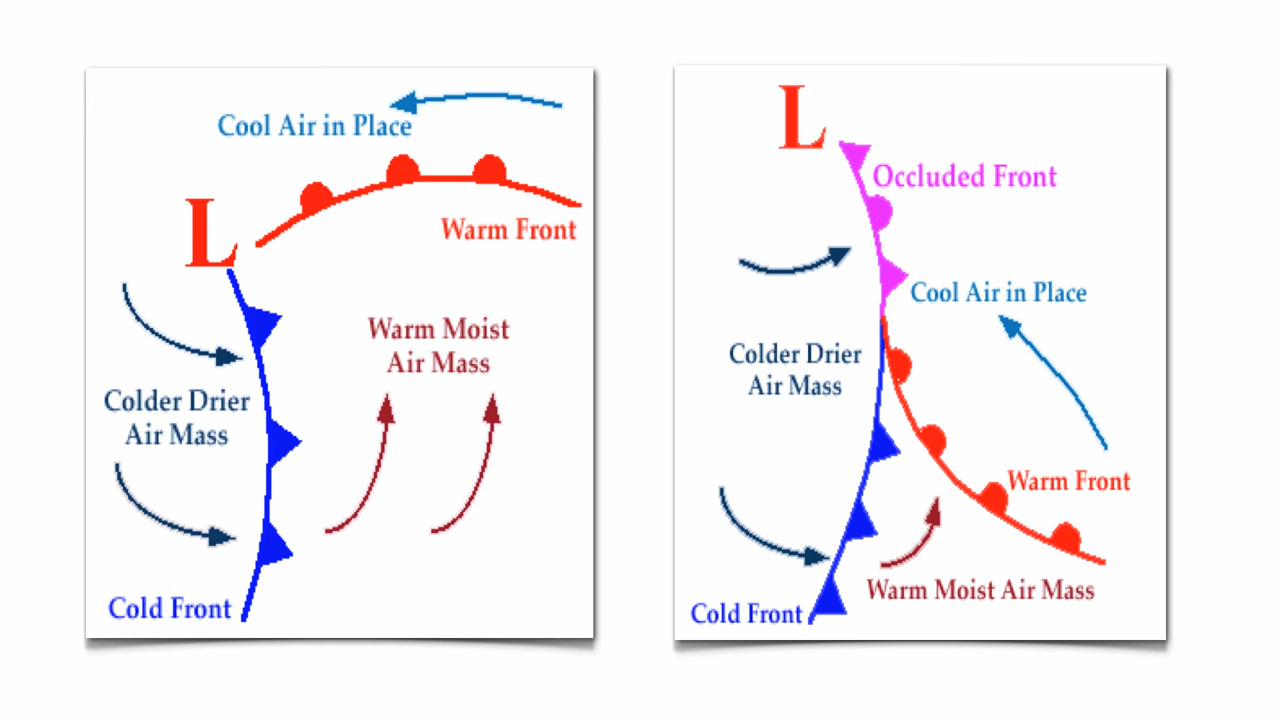 Cool Air in Place
L
Warm Front
Warm Moist
Air Mass
Colder Drier
Air Mass
Cold Front
L
Occluded Front
Cool Air in Place
Colder Drier
Air Mass
Warm Front
Warm Moist Air Mass
Cold Front